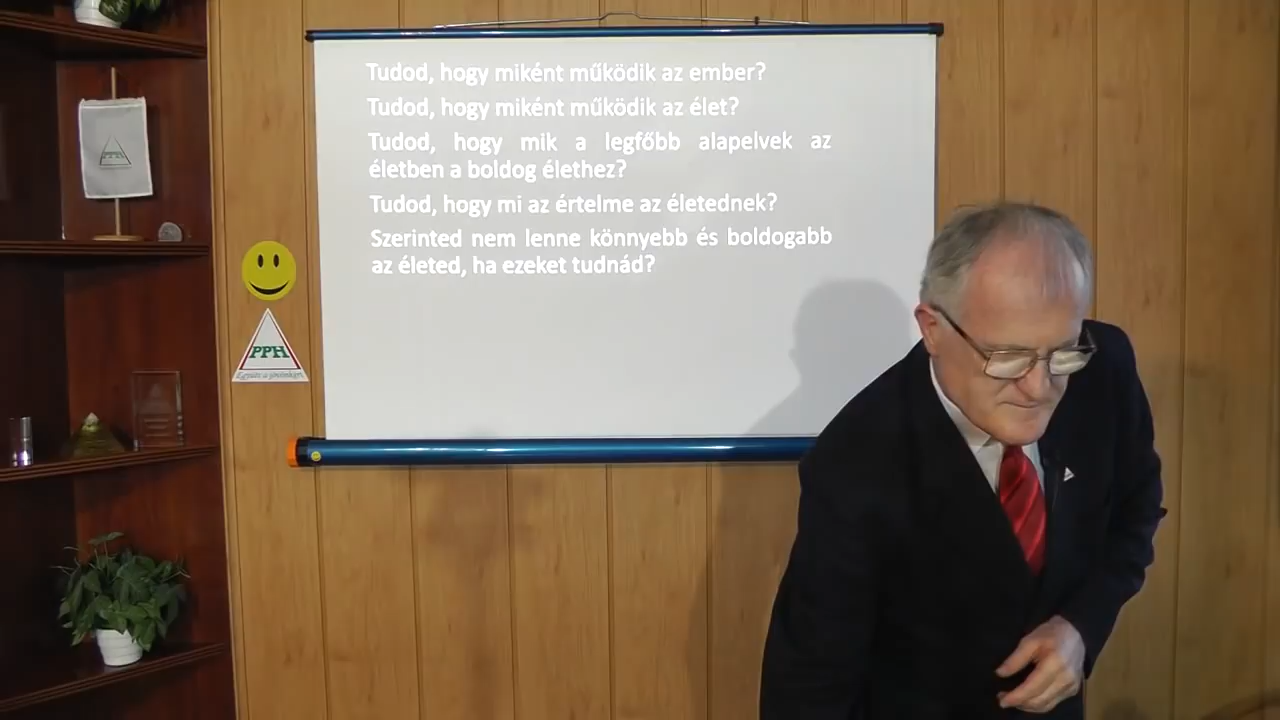 Tudod, hogy miként működik az ember?
Tudod, hogy miként működik az élet?
Tudod, hogy mik a legfőbb alapelvek az
életben a boldog élethez?
Tudod, hogy mi az értelme az életednek?
Szerinted nem lenne könnyebb és boldogabb
az életed, ha ezeket tudnád?
PPH
Együtt a jövőnkért